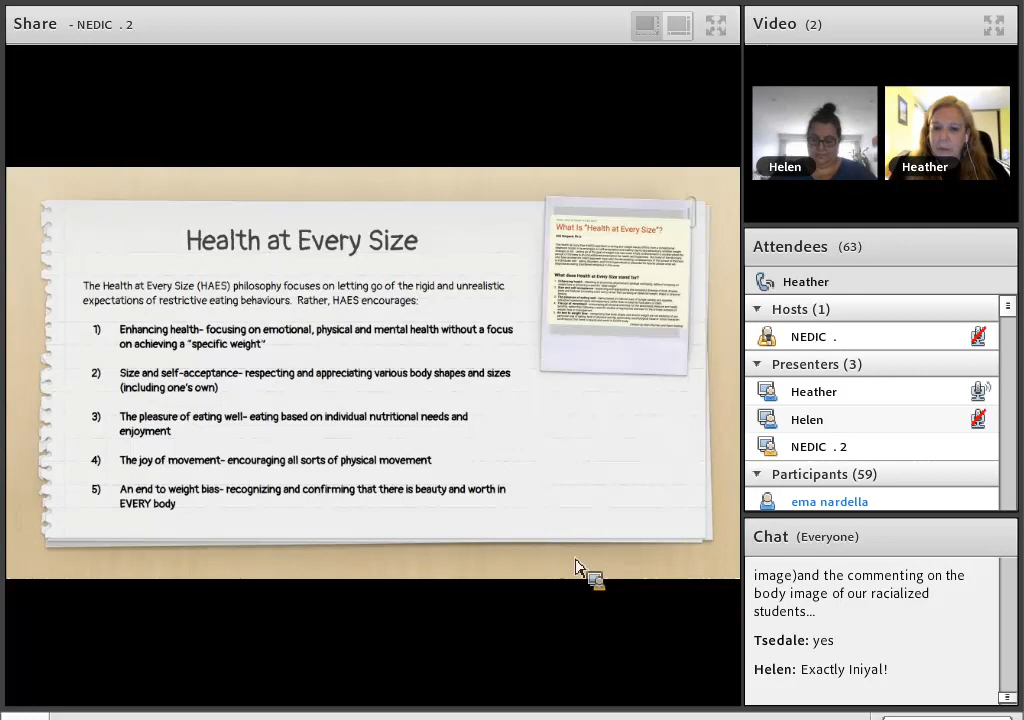 Share - NEDIC . 2
Health at Every Size
The Health at Every Size (HAES) philosophy focuses on letting go of the rigid and unrealistic
expectations of restrictive eating behaviours. Rather, HAES encourages:
1) Enhancing health- focusing on emotional, physical and mental health without a focus
on achieving a "specific weight"
2) Size and self-acceptance- respecting and appreciating various body shapes and sizes
(including one's own)
3) The pleasure of eating well- eating based on individual nutritional needs and
enjoyment
4) The joy of movement- encouraging all sorts of physical movement
5) An end to weight bias- recognizing and confirming that there is beauty and worth in
EVERY body
What Is "Health at Every Size"?
What does Health at Every Size stand for?
Video (2)
Helen
Heather
Attendees (63)
Heather
Hosts (1)
NEDIC .
Presenters (3)
Heather
Helen
NEDIC . 2
Participants (59)
ema nardella
Chat (Everyone)
image)and the commenting on the
body image of our racialized
students...
Tsedale: yes
Helen: Exactly Iniyal!